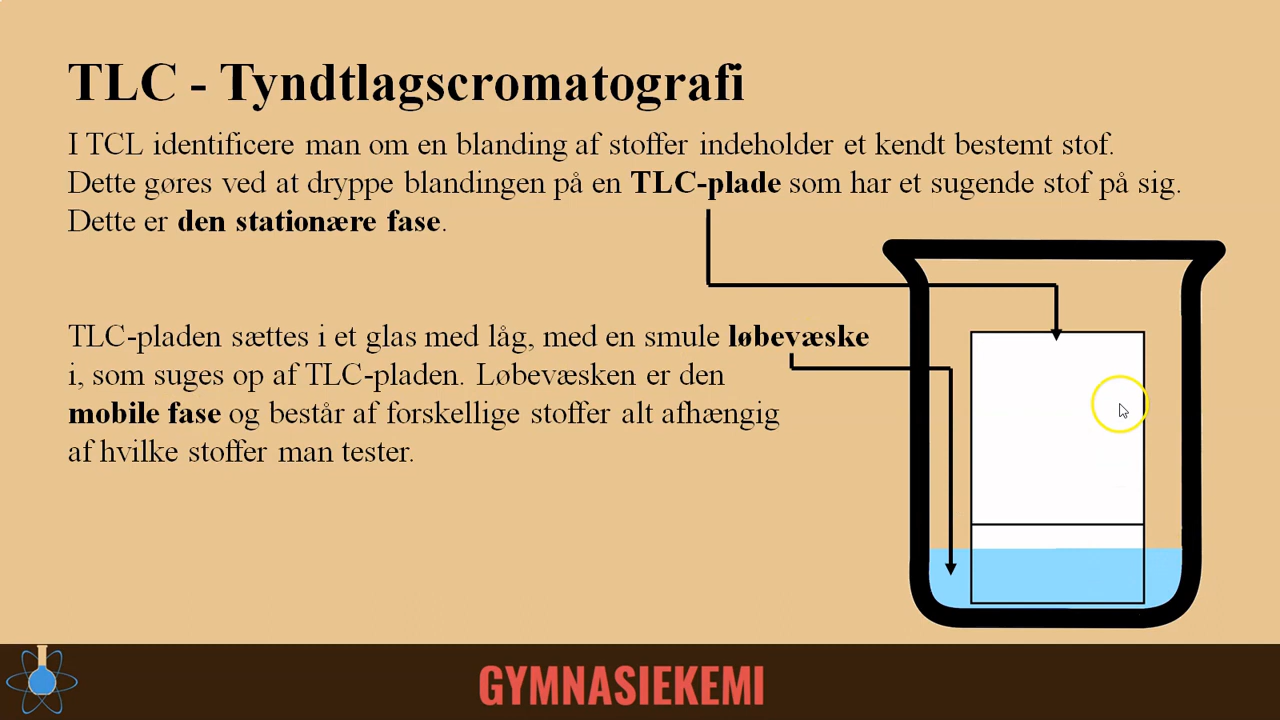 TLC - Tyndtlagscromatografi
I TCL identificere man om en blanding af stoffer indeholder et kendt bestemt stof.
Dette gøres ved at dryppe blandingen på en TLC-plade som har et sugende stof på sig.
Dette er den stationære fase.
TLC-pladen sættes i et glas med låg, med en smule løbevæske
i, som suges op af TLC-pladen. Løbevæsken er den
mobile fase og består af forskellige stoffer alt afhængig
af hvilke stoffer man tester.
GYMNASIEKEMI